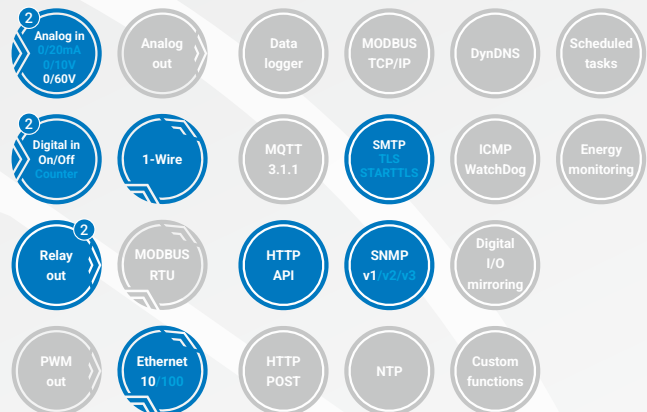 2
Analog in
0/20mA
0/10V
0/60V
Analog
out
Data
logger
MODBUS
TCP/IP
DynDNS
Scheduled
tasks
2
Digital in
On/Off
Counter
1-Wire
MQTT
3.1.1
SMTP
TLS
STARTTLS
ICMP
WatchDog
Energy
monitoring
2
Relay
out
MODBUS
RTU
HTTP
API
SNMP
v1/v2/v3
Digital
I/O
mirroring
PWM
out
Ethernet
10/100
HTTP
POST
NTP
Custom
functions